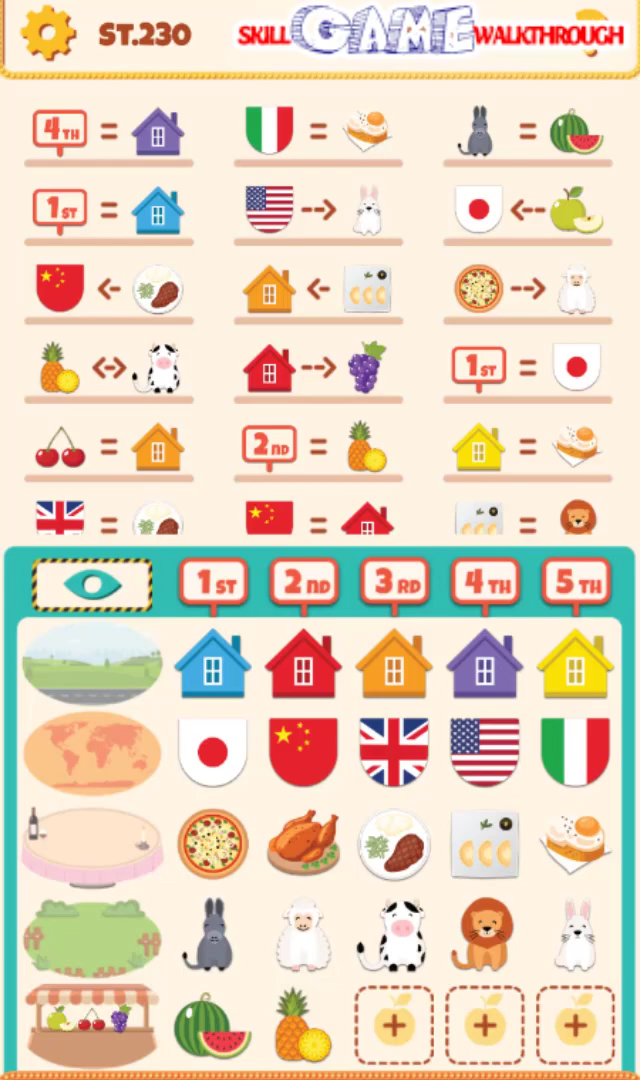 ST.230 SKILL GAME WALKTHROUGH
4TH
1ST
1ST
2ND
1ST 2ND 3RD 4TH 5TH